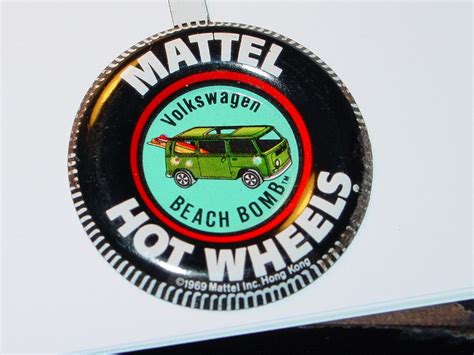 MATTEL
Volkswagen
BEACH BOMB™
HOT WHEELS®
©1969 Mattel Inc. Hong Kong